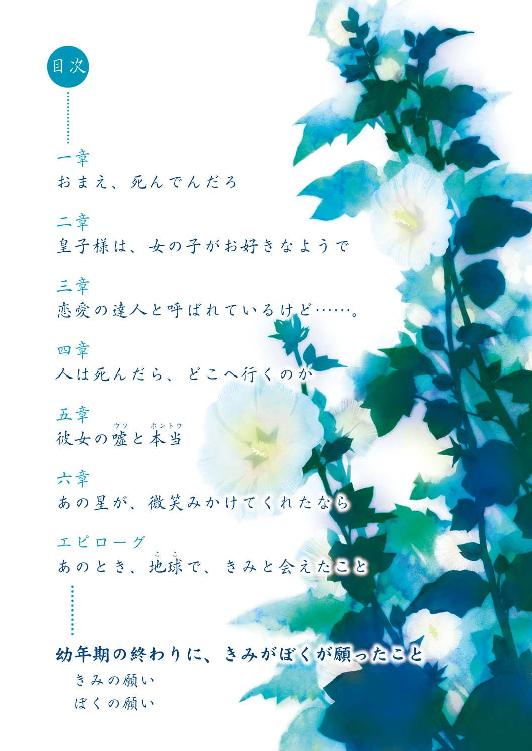 目次
一章
おまえ、死んでんだろ
二章
皇子様は、女の子がお好きなようで
三章
恋愛の達人と呼ばれているけど……。
四章
人は死んだら、どこへ行くのか
五章
彼女の嘘と本当
ウソ ホントウ
六章
あの星が、微笑みかけてくれたなら
エピローグ
あのとき、地球で、きみと会えたこと
ここ
幼年期の終わりに、きみがぼくが願ったこと
きみの願い
ぼくの願い